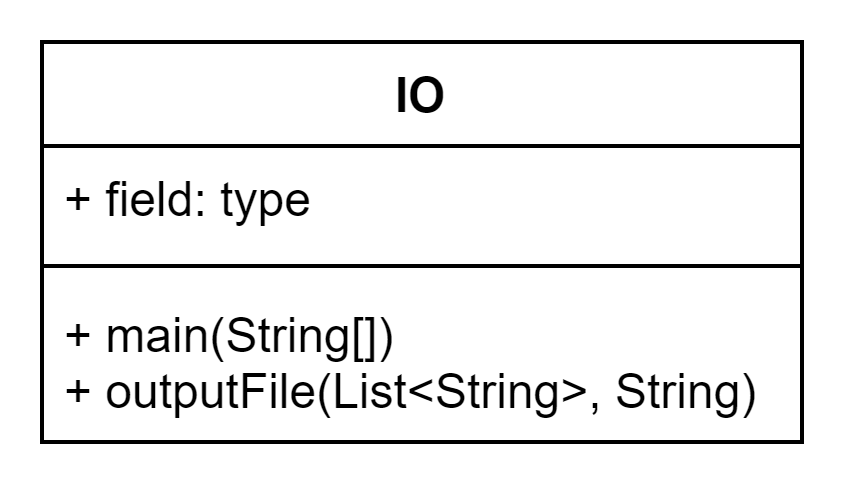 IO
+ field: type
+ main(String[])
+ outputFile(List<String>, String)